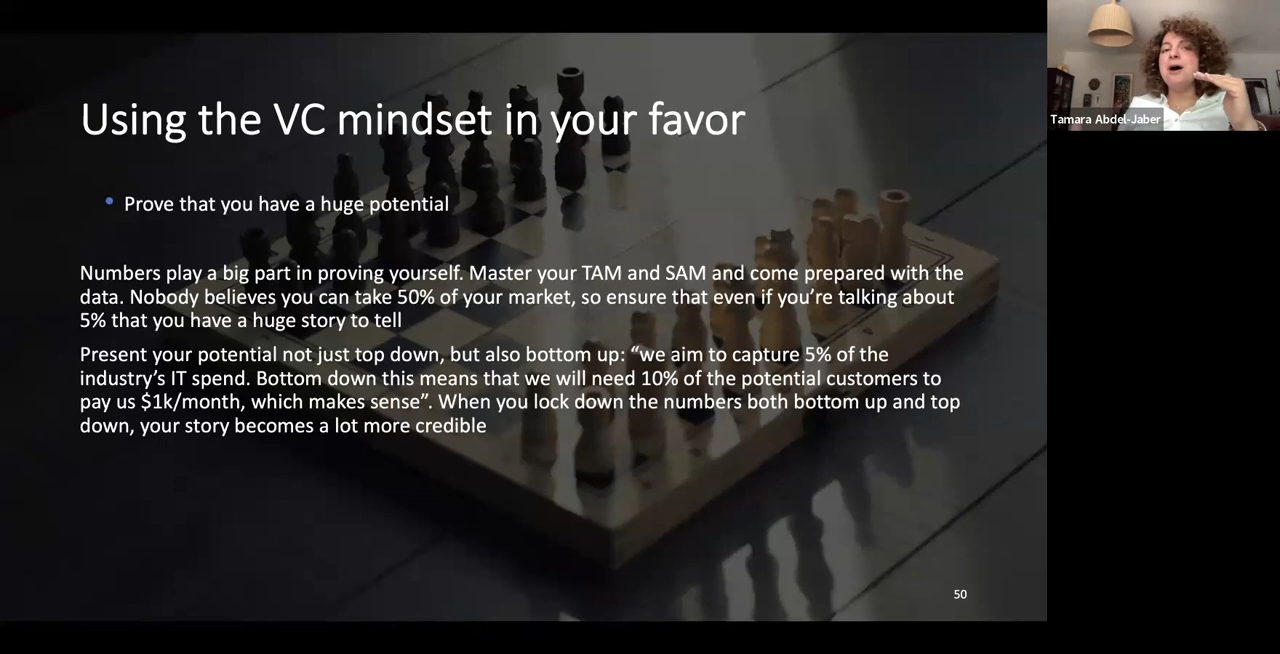 Using the VC mindset in your favor
• Prove that you have a huge potential
Numbers play a big part in proving yourself. Master your TAM and SAM and come prepared with the
data. Nobody believes you can take 50% of your market, so ensure that even if you’re talking about
5% that you have a huge story to tell
Present your potential not just top down, but also bottom up: “we aim to capture 5% of the
industry’s IT spend. Bottom down this means that we will need 10% of the potential customers to
pay us $1k/month, which makes sense”. When you lock down the numbers both bottom up and top
down, your story becomes a lot more credible
50
Tamara Abdel-Jaber